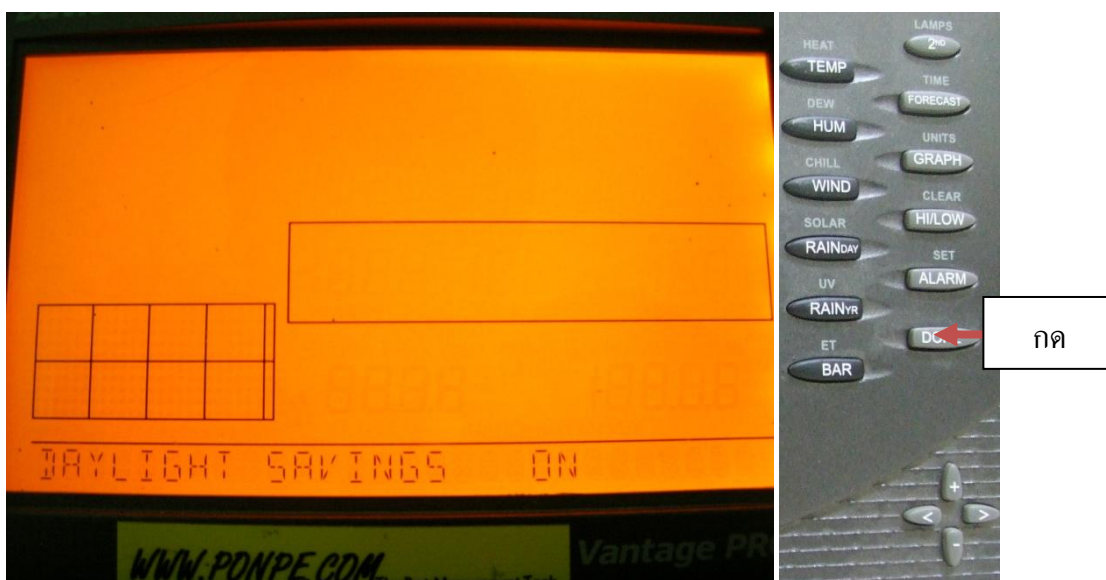 DAYLIGHT SAVINGS ON
WWW.PONPE.COM
Vantage PR
LAMPS
2ND
HEAT
TEMP
TIME
FORECAST
DEW
HUM
UNITS
GRAPH
CHILL
WIND
CLEAR
HI/LOW
SOLAR
RAINDAY
SET
ALARM
UV
RAINYR
กด
ET
BAR
+
< >
-